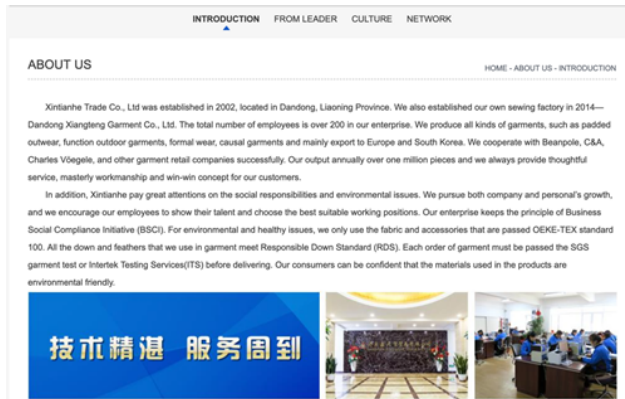 INTRODUCTION FROM LEADER CULTURE NETWORK
ABOUT US
HOME - ABOUT US - INTRODUCTION
Xintianhe Trade Co., Ltd was established in 2002, located in Dandong, Liaoning Province. We also established our own sewing factory in 2014—
Dandong Xiangteng Garment Co., Ltd. The total number of employees is over 200 in our enterprise. We produce all kinds of garments, such as padded
outwear, function outdoor garments, formal wear, causal garments and mainly export to Europe and South Korea. We cooperate with Beanpole, C&A,
Charles Vöegele, and other garment retail companies successfully. Our output annually over one million pieces and we always provide thoughtful
service, masterly workmanship and win-win concept for our customers.
In addition, Xintianhe pay great attentions on the social responsibilities and environmental issues. We pursue both company and personal's growth,
and we encourage our employees to show their talent and choose the best suitable working positions. Our enterprise keeps the principle of Business
Social Compliance Initiative (BSCI). For environmental and healthy issues, we only use the fabric and accessories that are passed OEKE-TEX standard
100. All the down and feathers that we use in garment meet Responsible Down Standard (RDS). Each order of garment must be passed the SGS
garment test or Intertek Testing Services(ITS) before delivering. Our consumers can be confident that the materials used in the products are
environmental friendly.
技术精湛 服务周到